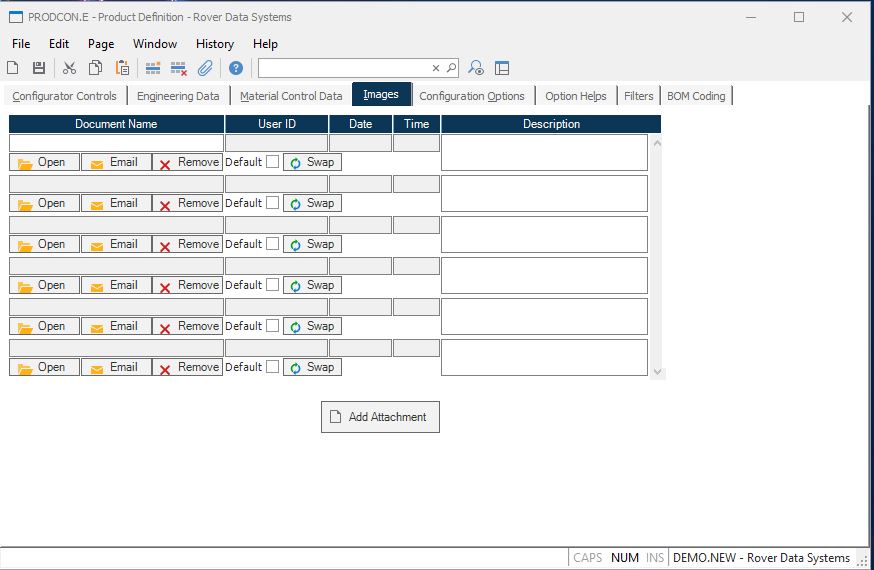 PRODCON.E - Product Definition - Rover Data Systems
File Edit Page Window History Help
Configurator Controls Engineering Data Material Control Data Images Configuration Options Option Helps Filters BOM Coding
Document Name User ID Date Time Description
Open Email Remove Default Swap
Open Email Remove Default Swap
Open Email Remove Default Swap
Open Email Remove Default Swap
Open Email Remove Default Swap
Open Email Remove Default Swap
Add Attachment
CAPS NUM INS DEMO.NEW - Rover Data Systems